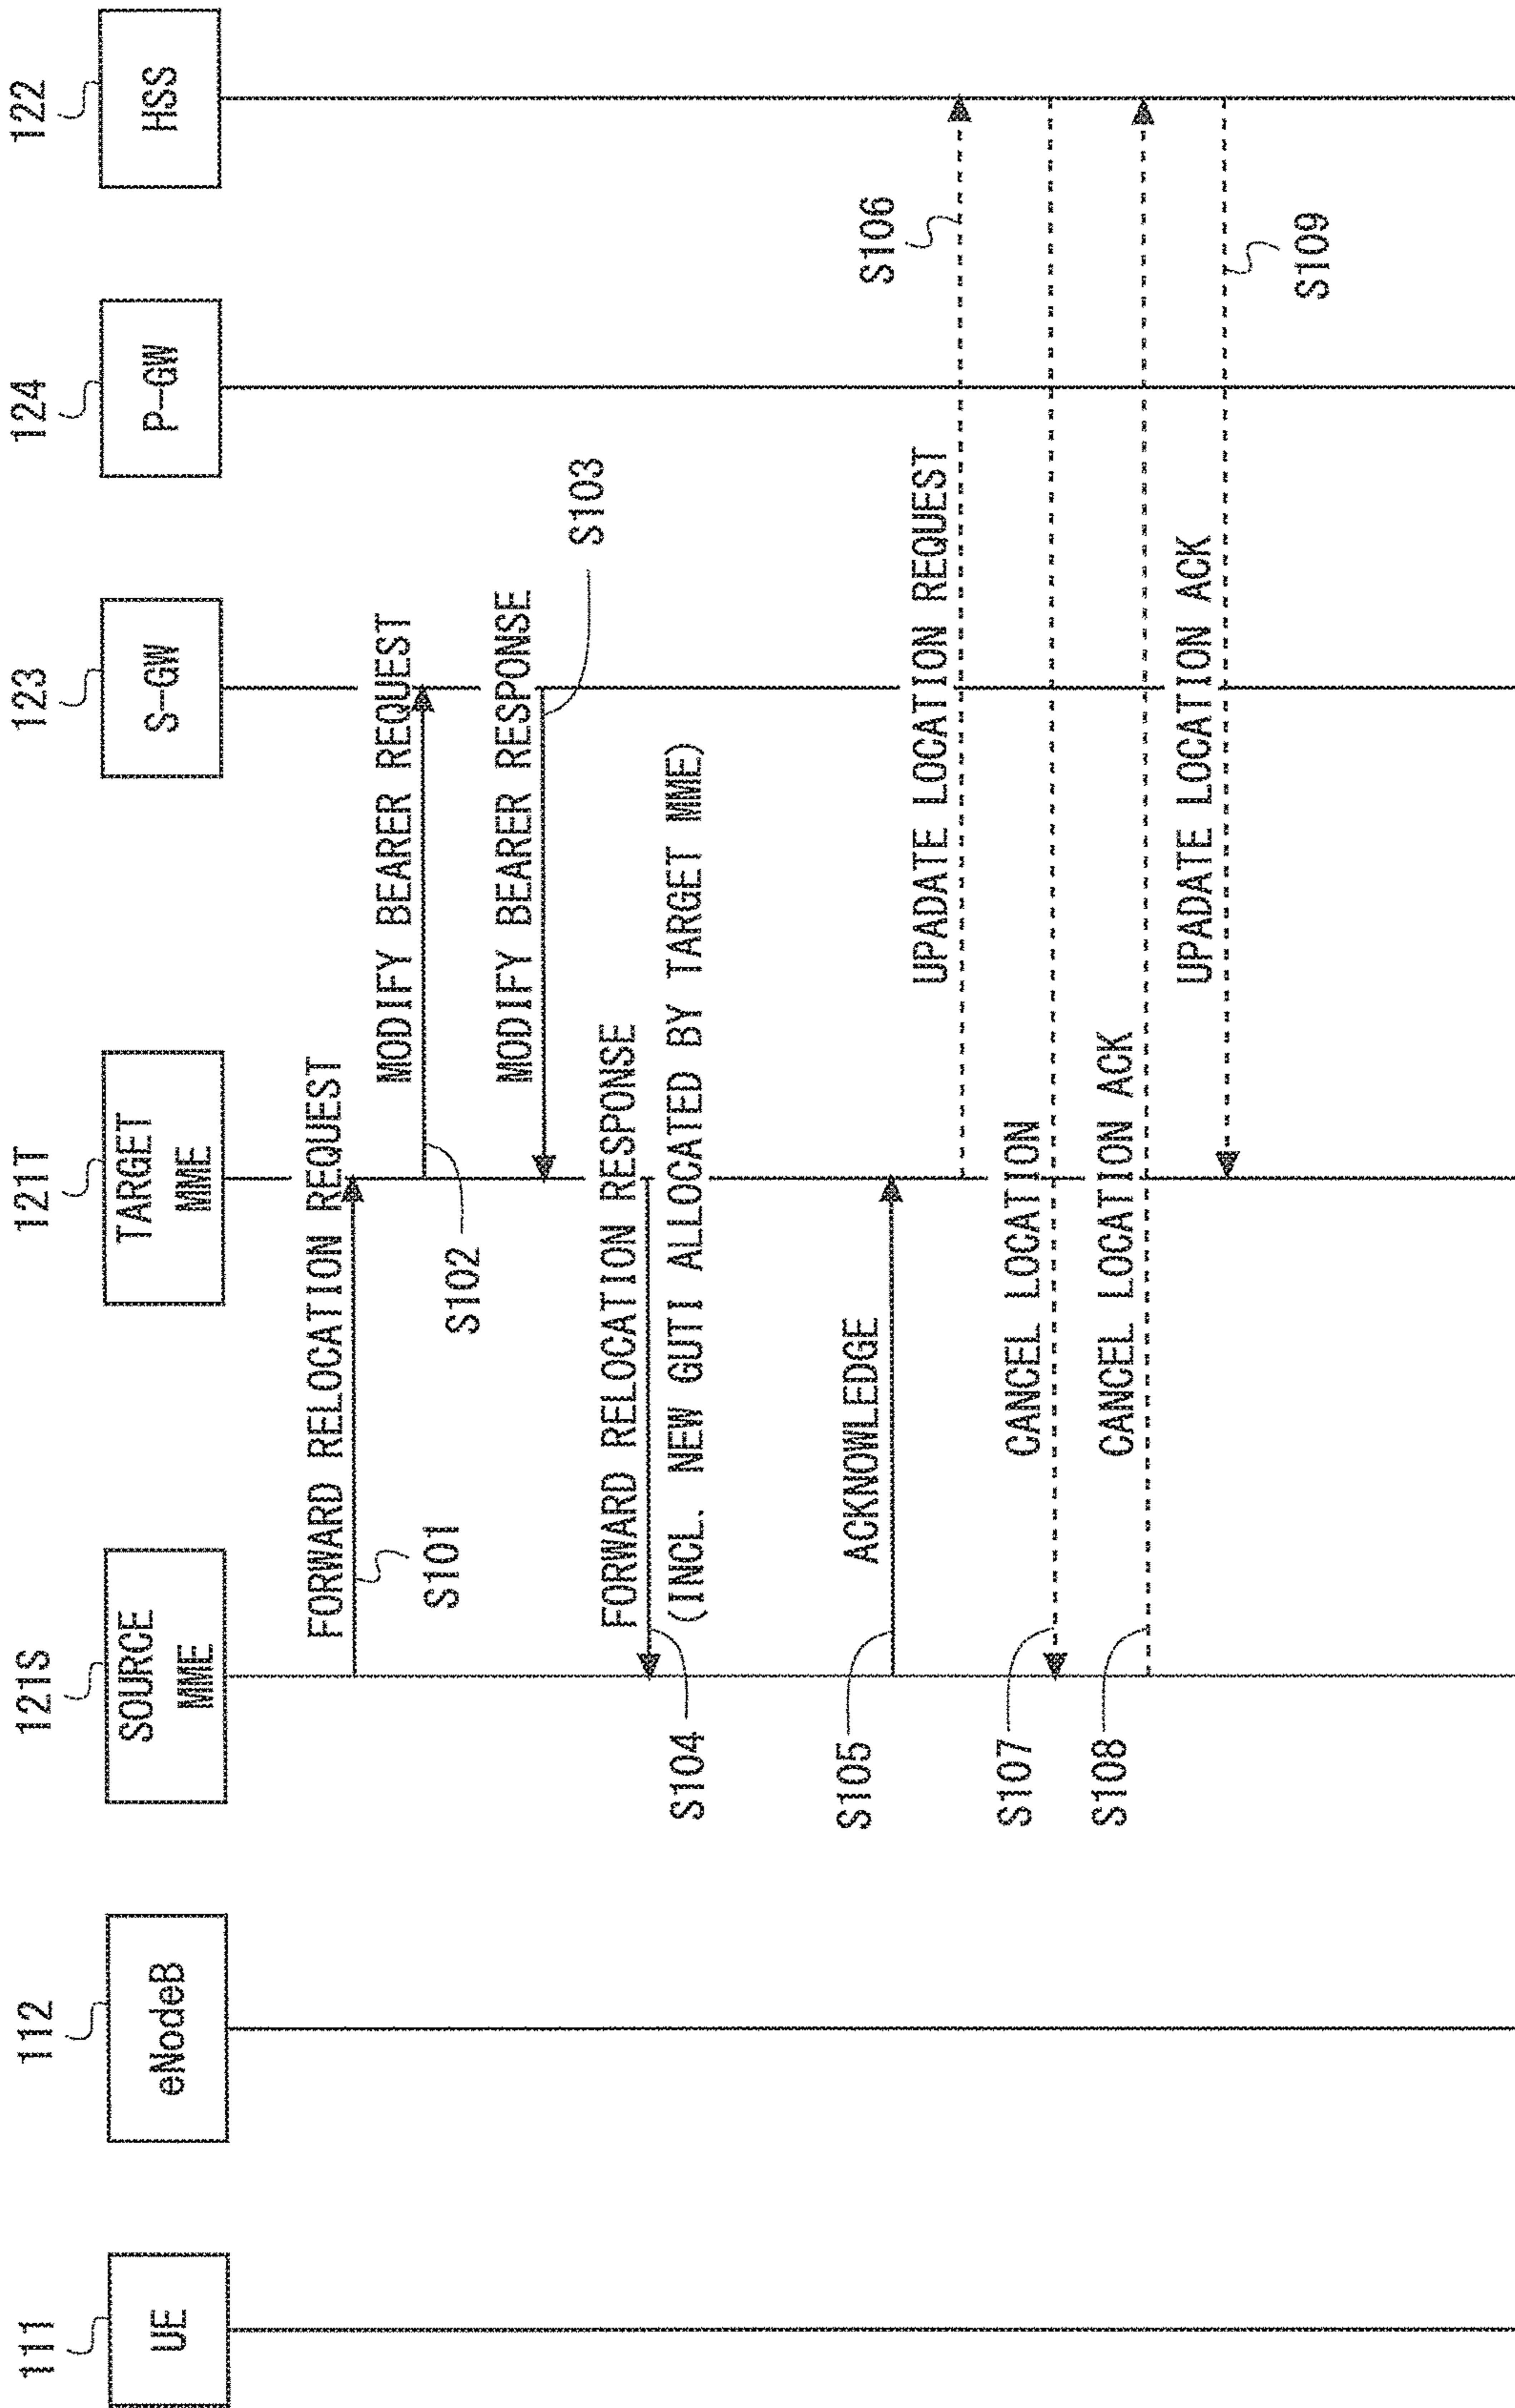 111
112
121S
121T
123
124
122
UE
eNodeB
SOURCE
MME
TARGET
MME
S-GW
P-GW
HSS
FORWARD RELOCATION REQUEST
S101
MODIFY BEARER REQUEST
S102
MODIFY BEARER RESPONSE
S103
FORWARD RELOCATION RESPONSE
(INCL. NEW GUTI ALLOCATED BY TARGET MME)
S104
ACKNOWLEDGE
S105
S106
UPADATE LOCATION REQUEST
CANCEL LOCATION
S107
CANCEL LOCATION ACK
S108
UPADATE LOCATION ACK
S109